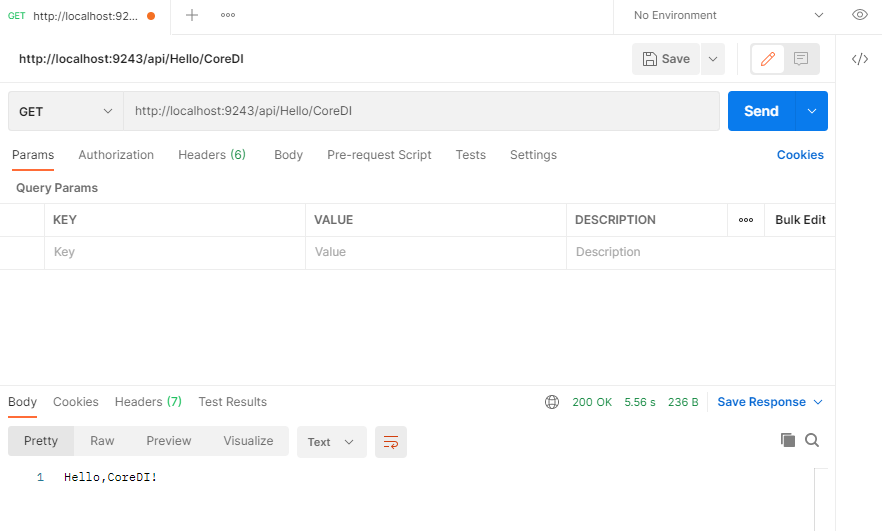 GET http://localhost:92... No Environment
http://localhost:9243/api/Hello/CoreDI Save
GET http://localhost:9243/api/Hello/CoreDI Send
Params Authorization Headers (6) Body Pre-request Script Tests Settings Cookies
Query Params
KEY VALUE DESCRIPTION Bulk Edit
Key Value Description
Body Cookies Headers (7) Test Results 200 OK 5.56 s 236 B Save Response
Pretty Raw Preview Visualize Text
1 Hello,CoreDI!